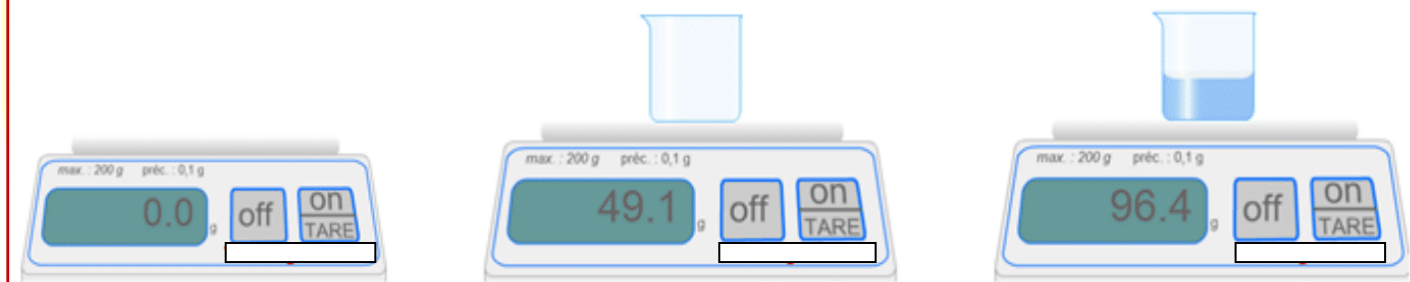 max. : 200 g préc. : 0,1 g
0.0 g
off
on
TARE
max. : 200 g préc. : 0,1 g
49.1 g
off
on
TARE
max. : 200 g préc. : 0,1 g
96.4 g
off
on
TARE